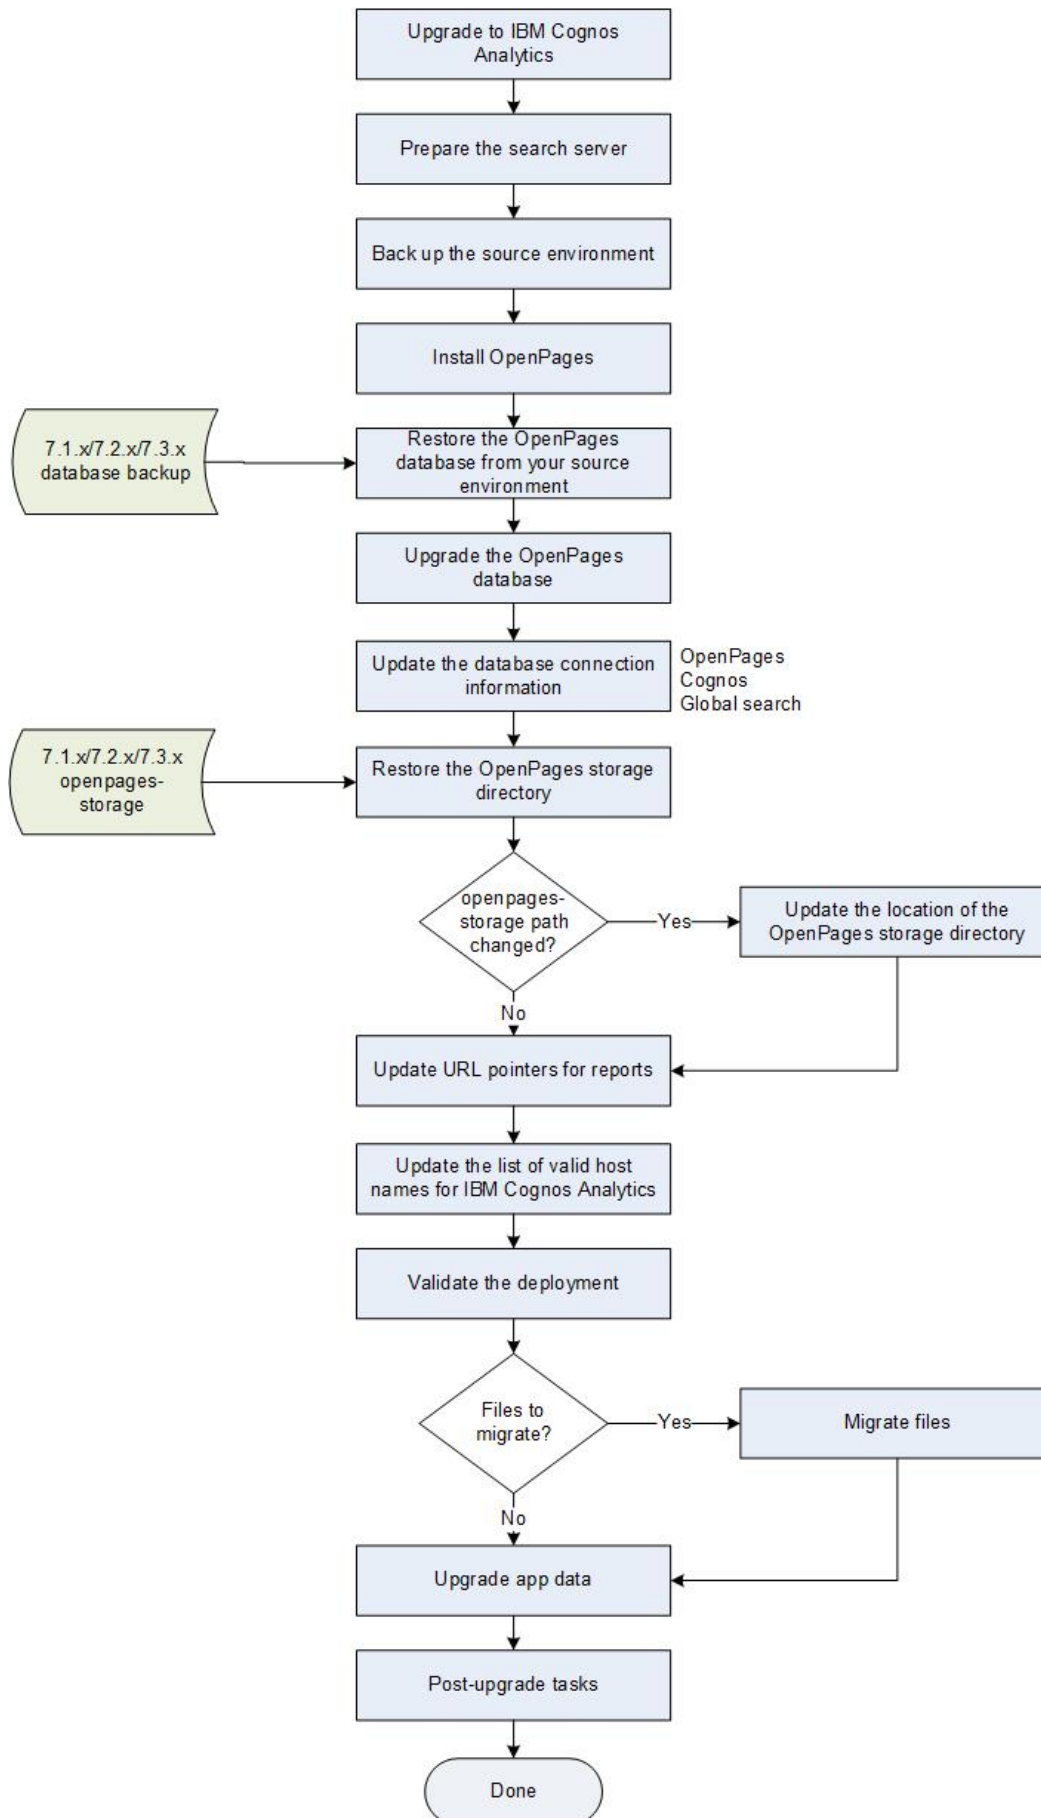 Upgrade to IBM Cognos
Analytics
Prepare the search server
Back up the source environment
Install OpenPages
7.1.x/7.2.x/7.3.x
database backup
Restore the OpenPages
database from your source
environment
Upgrade the OpenPages
database
Update the database connection
information
OpenPages
Cognos
Global search
7.1.x/7.2.x/7.3.x
openpages-
storage
Restore the OpenPages storage
directory
openpages-
storage path
changed?
Yes
Update the location of the
OpenPages storage directory
No
Update URL pointers for reports
Update the list of valid host
names for IBM Cognos Analytics
Validate the deployment
Files to
migrate?
Yes
Migrate files
No
Upgrade app data
Post-upgrade tasks
Done